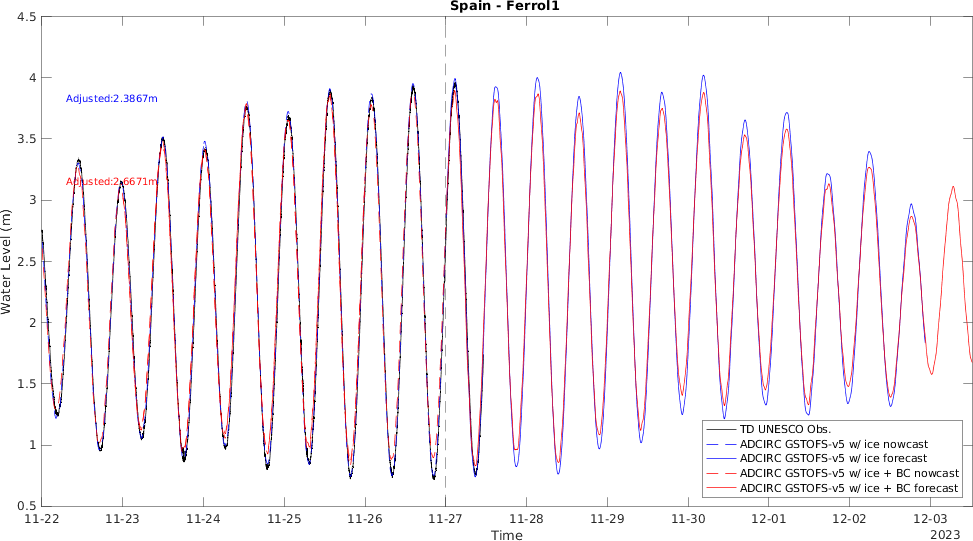 Spain - Ferrol1
4.5
4
3.5
3
2.5
2
1.5
1
0.5
Water Level (m)
Adjusted:2.3867m
Adjusted:2.6671m
TD UNESCO Obs.
ADCIRC GSTOFS-v5 w/ ice nowcast
ADCIRC GSTOFS-v5 w/ ice forecast
ADCIRC GSTOFS-v5 w/ ice + BC nowcast
ADCIRC GSTOFS-v5 w/ ice + BC forecast
11-22 11-23 11-24 11-25 11-26 11-27 11-28 11-29 11-30 12-01 12-02 12-03
Time
2023